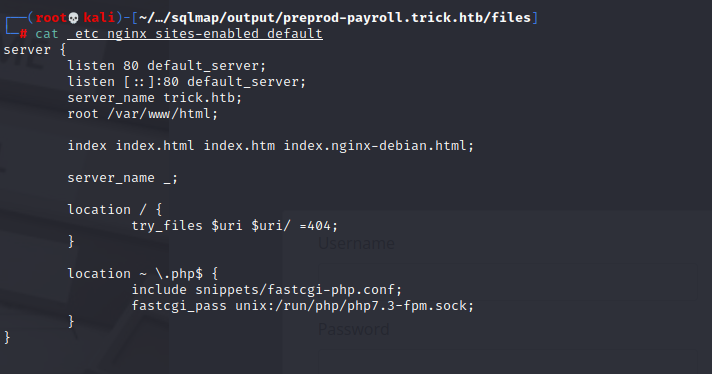 ┌──(root💀kali)-[~/…/sqlmap/output/preprod-payroll.trick.htb/files]
└─# cat _etc_nginx_sites-enabled_default
server {
        listen 80 default_server;
        listen [::]:80 default_server;
        server_name trick.htb;
        root /var/www/html;

        index index.html index.htm index.nginx-debian.html;

        server_name _;

        location / {
                try_files $uri $uri/ =404;
        }

        location ~ \.php$ {
                include snippets/fastcgi-php.conf;
                fastcgi_pass unix:/run/php/php7.3-fpm.sock;
        }
}
Username
Password